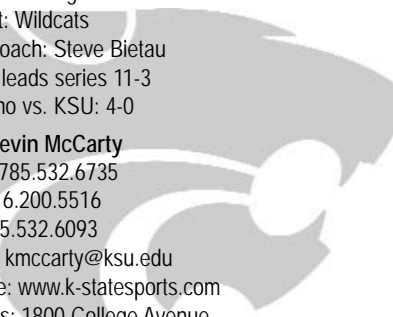 t: Wildcats
oach: Steve Bietau
leads series 11-3
no vs. KSU: 4-0
evin McCarty
785.532.6735
6.200.5516
5.532.6093
kmccarty@ksu.edu
e: www.k-statesports.com
s: 1800 College Avenue